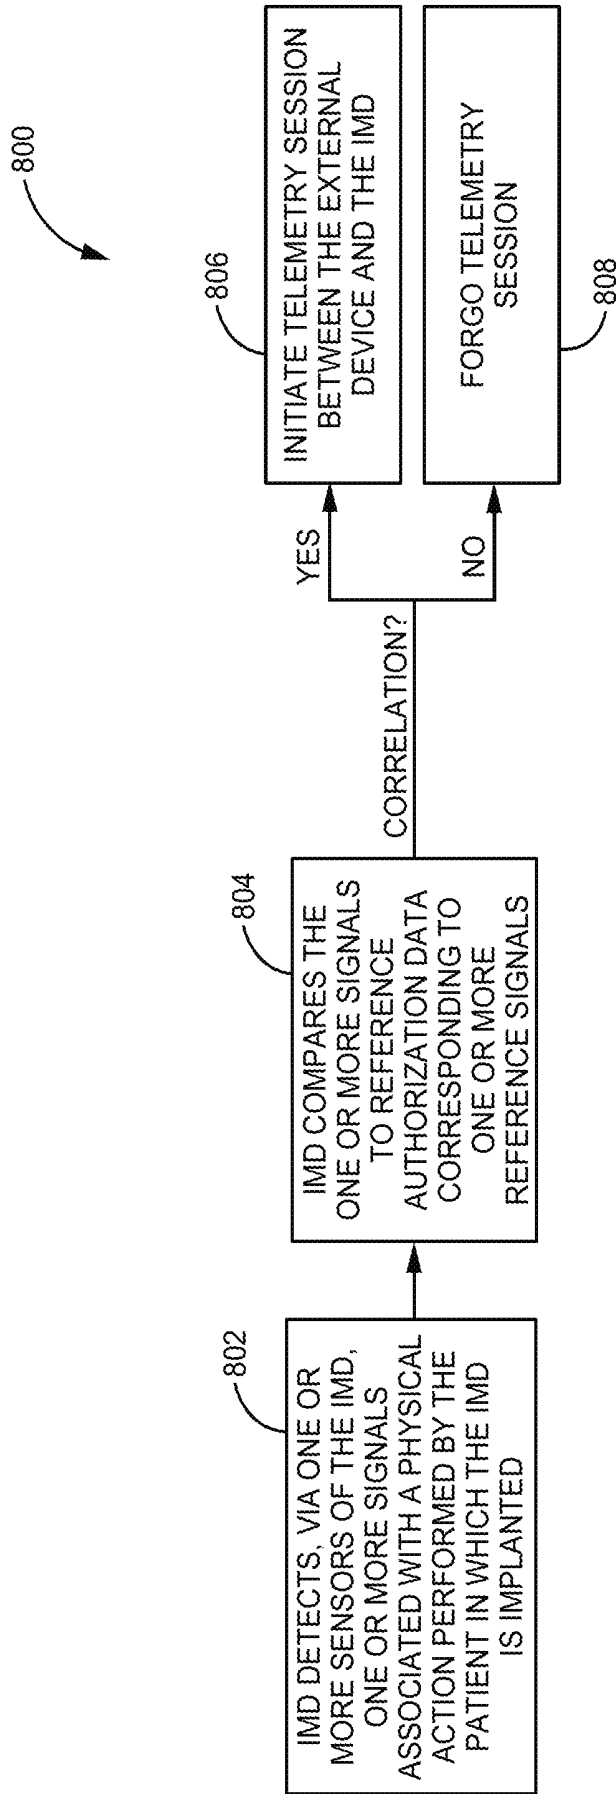 800
802
IMD DETECTS, VIA ONE OR
MORE SENSORS OF THE IMD,
ONE OR MORE SIGNALS
ASSOCIATED WITH A PHYSICAL
ACTION PERFORMED BY THE
PATIENT IN WHICH THE IMD
IS IMPLANTED
804
IMD COMPARES THE
ONE OR MORE SIGNALS
TO REFERENCE
AUTHORIZATION DATA
CORRESPONDING TO
ONE OR MORE
REFERENCE SIGNALS
CORRELATION?
YES
806
INITIATE TELEMETRY SESSION
BETWEEN THE EXTERNAL
DEVICE AND THE IMD
NO
FORGO TELEMETRY
SESSION
808